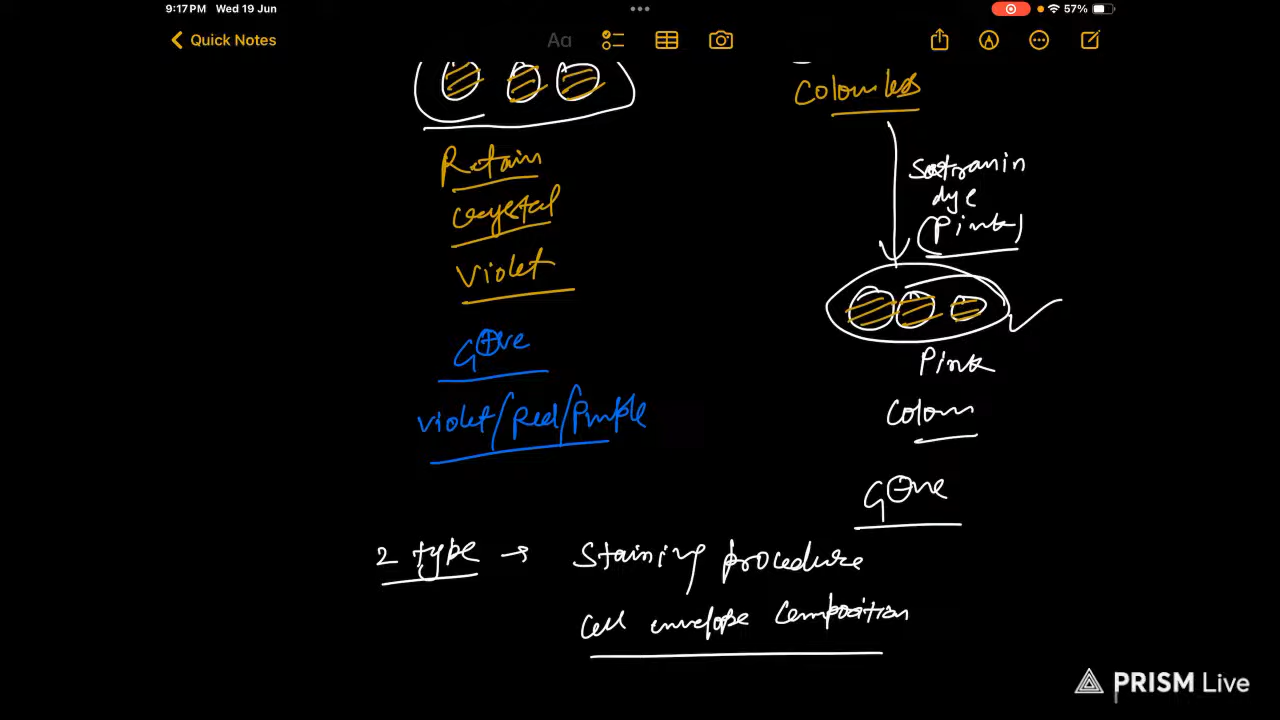 9:17 PM Wed 19 Jun
57%
Quick Notes
Aa
Colourless
Retain
Crystal
Violet
Safranin
dye
(Pink)
G⊕ve
Violet/Red/Purple
Pink
Colour
G⊖ve
2 type → Staining procedure
Cell envelope Composition
PRISM Live